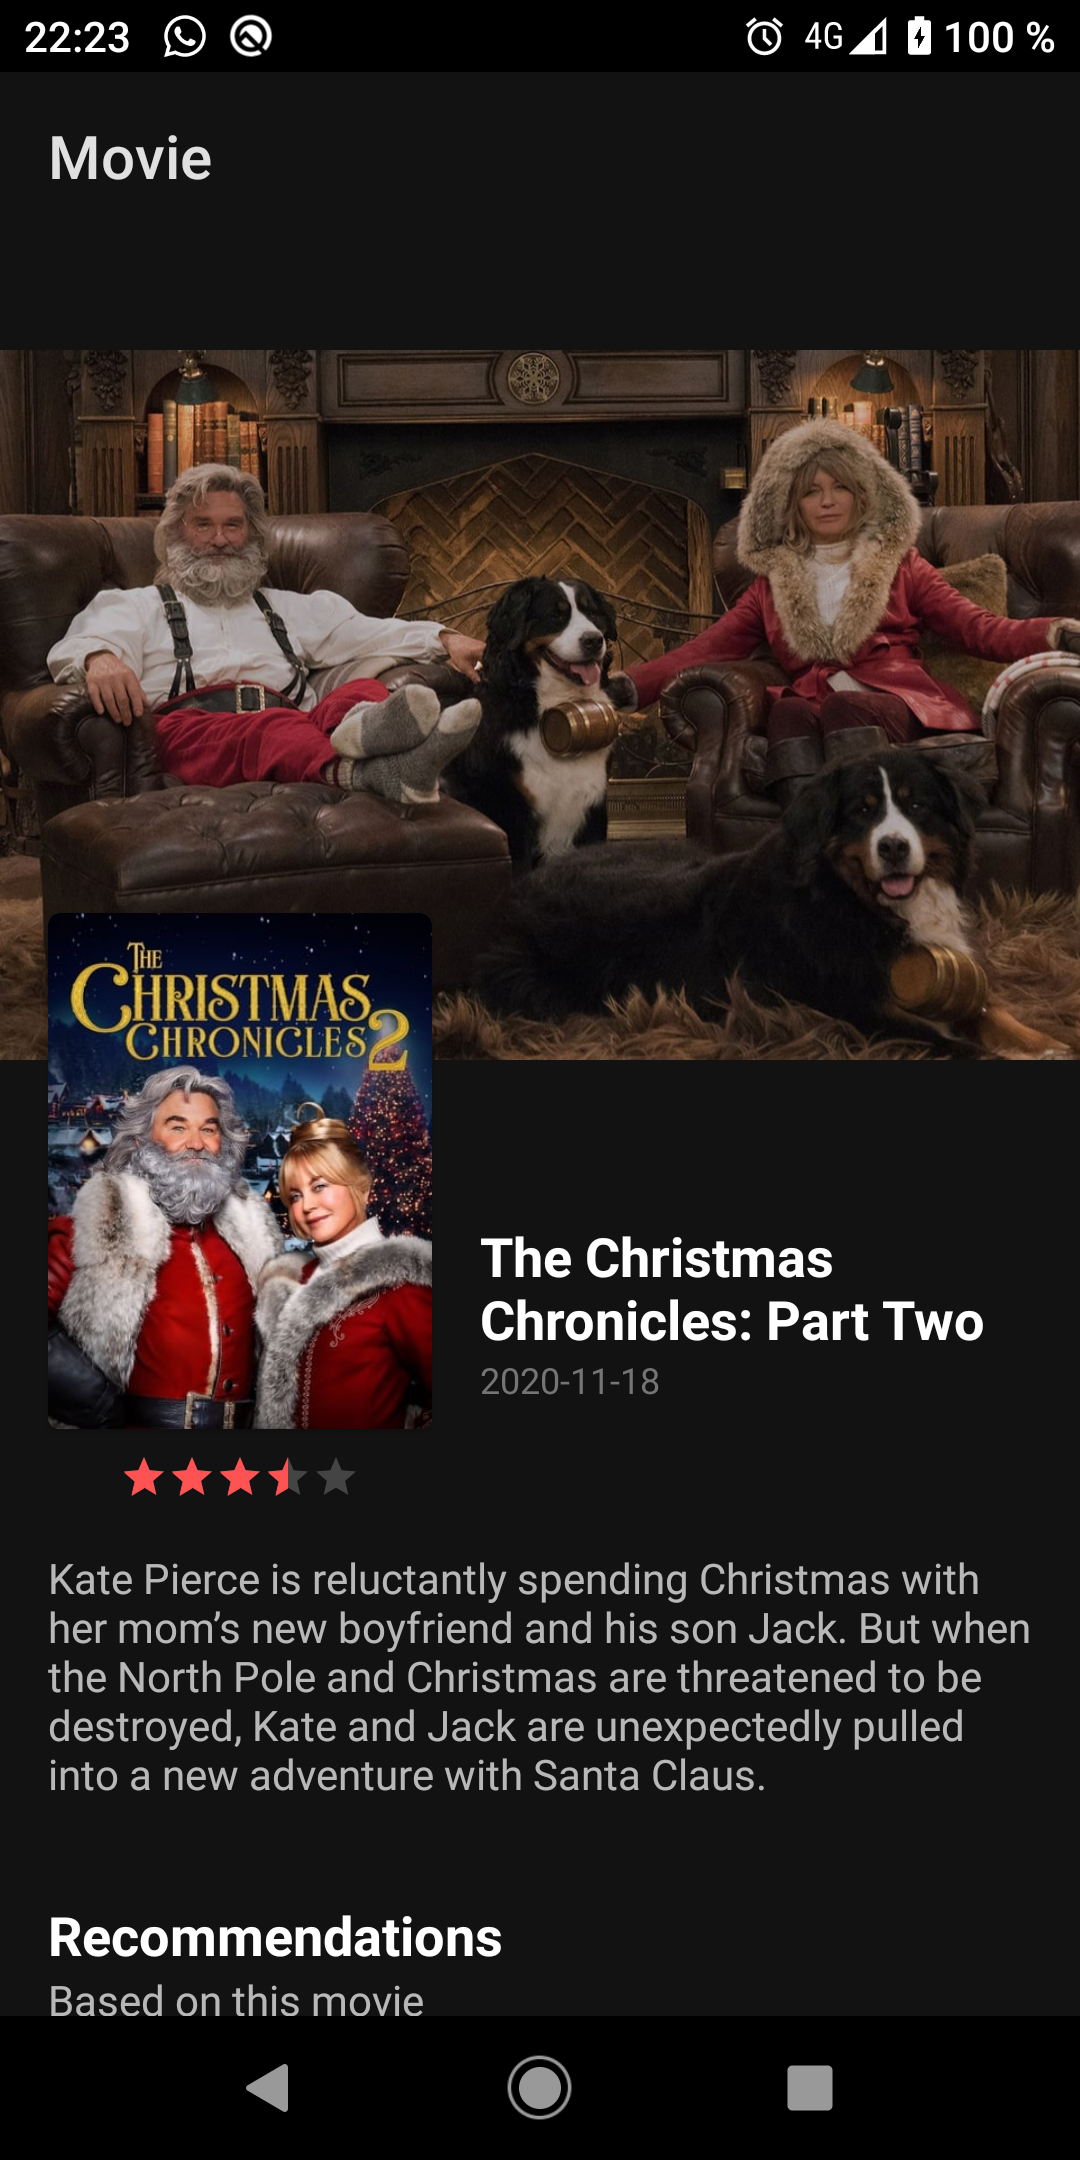 22:23 4G 100 %
Movie
THE
CHRISTMAS
CHRONICLES 2
The Christmas
Chronicles: Part Two
2020-11-18
Kate Pierce is reluctantly spending Christmas with
her mom’s new boyfriend and his son Jack. But when
the North Pole and Christmas are threatened to be
destroyed, Kate and Jack are unexpectedly pulled
into a new adventure with Santa Claus.
Recommendations
Based on this movie